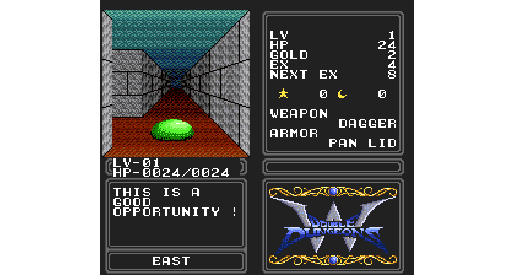 LV 1
HP 24
GOLD 2
EX 4
NEXT EX 8
0 0
WEAPON
DAGGER
ARMOR
PAN LID
LV-01
HP-0024/0024
THIS IS A
GOOD
OPPORTUNITY !
EAST
W
DOUBLE
DUNGEONS